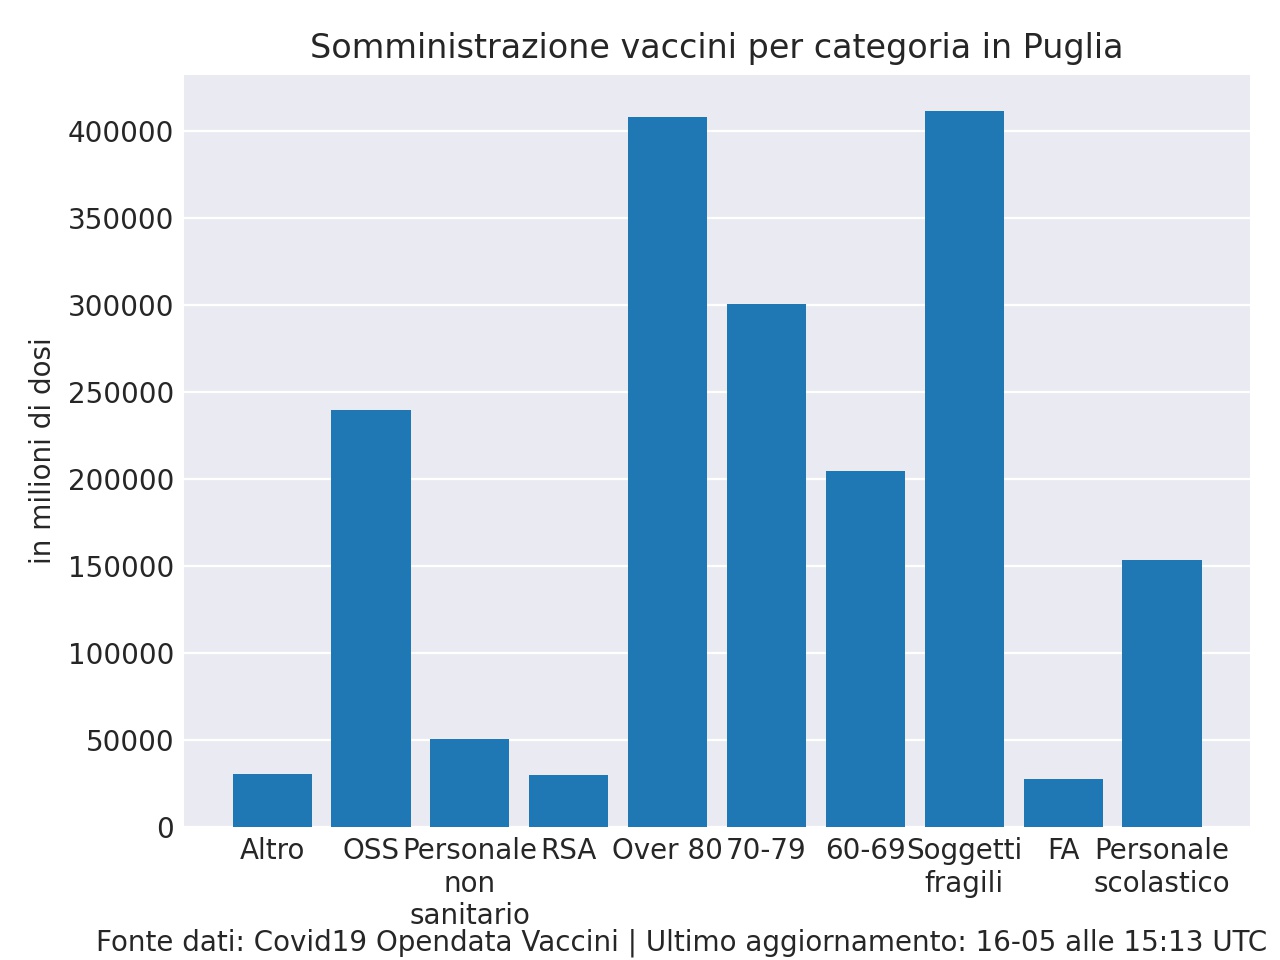 Somministrazione vaccini per categoria in Puglia
in milioni di dosi
400000
350000
300000
250000
200000
150000
100000
50000
0
Altro
OSS
Personale
non
sanitario
RSA
Over 80
70-79
60-69
Soggetti
fragili
FA
Personale
scolastico
Fonte dati: Covid19 Opendata Vaccini | Ultimo aggiornamento: 16-05 alle 15:13 UTC